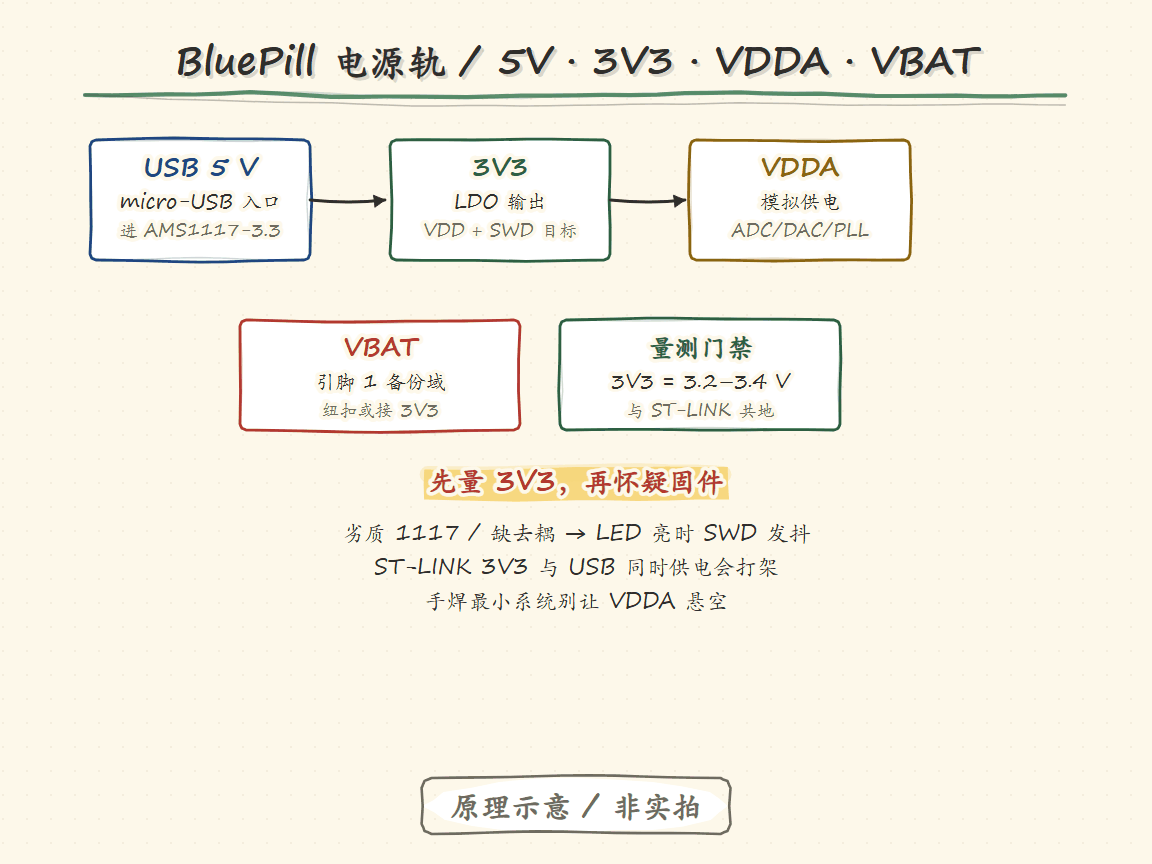 BluePill 电源轨 / 5V · 3V3 · VDDA · VBAT
USB 5 V
micro-USB 入口
进 AMS1117-3.3
3V3
LDO 输出
VDD + SWD 目标
VDDA
模拟供电
ADC/DAC/PLL
VBAT
引脚 1 备份域
纽扣或接 3V3
量测门禁
3V3 = 3.2–3.4 V
与 ST-LINK 共地
先量 3V3，再怀疑固件
劣质 1117 / 缺去耦 → LED 亮时 SWD 发抖
ST-LINK 3V3 与 USB 同时供电会打架
手焊最小系统别让 VDDA 悬空
原理示意 / 非实拍